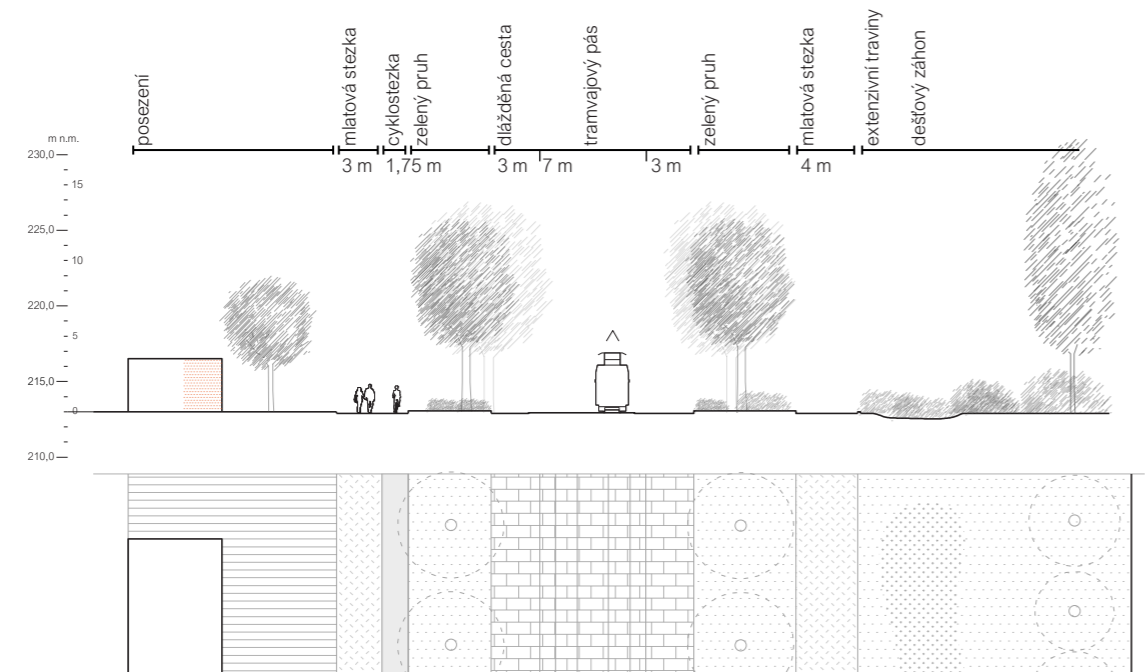 posezení
mlatová stezka
cyklostezka
zelený pruh
dlážděná cesta
tramvajový pás
zelený pruh
mlatová stezka
extenzivní traviny
dešťový záhon
m n.m.
230,0
3 m
1,75 m
3 m
7 m
3 m
4 m
15
225,0
10
220,0
5
215,0
0
210,0